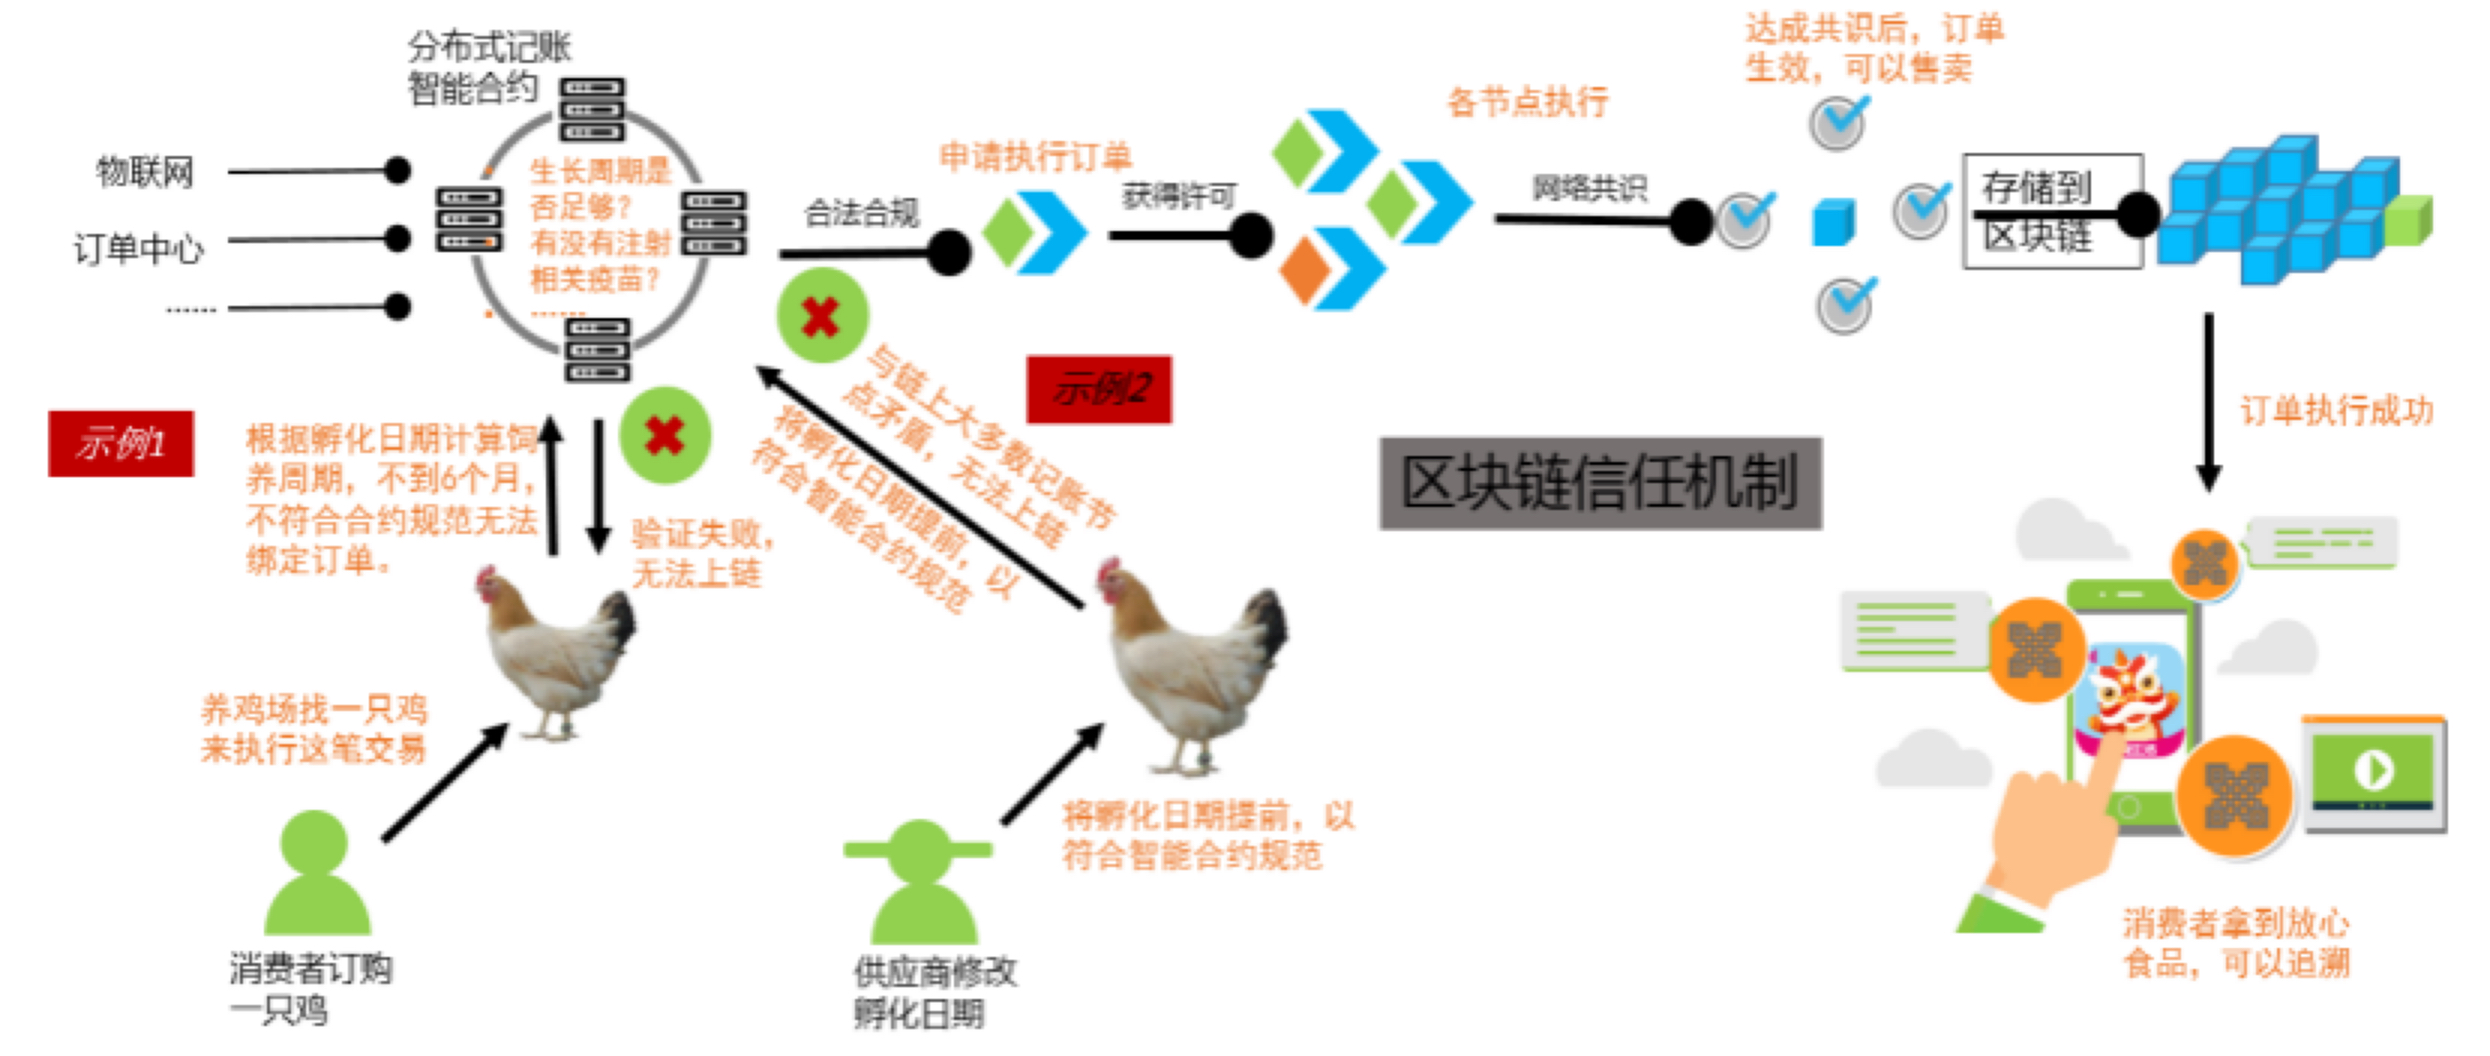 分布式记账
智能合约
物联网
订单中心
......
生长周期是
否足够？
有没有注射
相关疫苗？
......
合法合规
申请执行订单
获得许可
各节点执行
网络共识
达成共识后，订单
生效，可以售卖
存储到
区块链
订单执行成功
示例1
根据孵化日期计算饲
养周期，不到6个月，
不符合合约规范无法
绑定订单。
验证失败，
无法上链
养鸡场找一只鸡
来执行这笔交易
消费者订购
一只鸡
示例2
与链上大多数记账节
点矛盾，无法上链
将孵化日期提前，以
符合智能合约规范
将孵化日期提前，以
符合智能合约规范
供应商修改
孵化日期
区块链信任机制
消费者拿到放心
食品，可以追溯